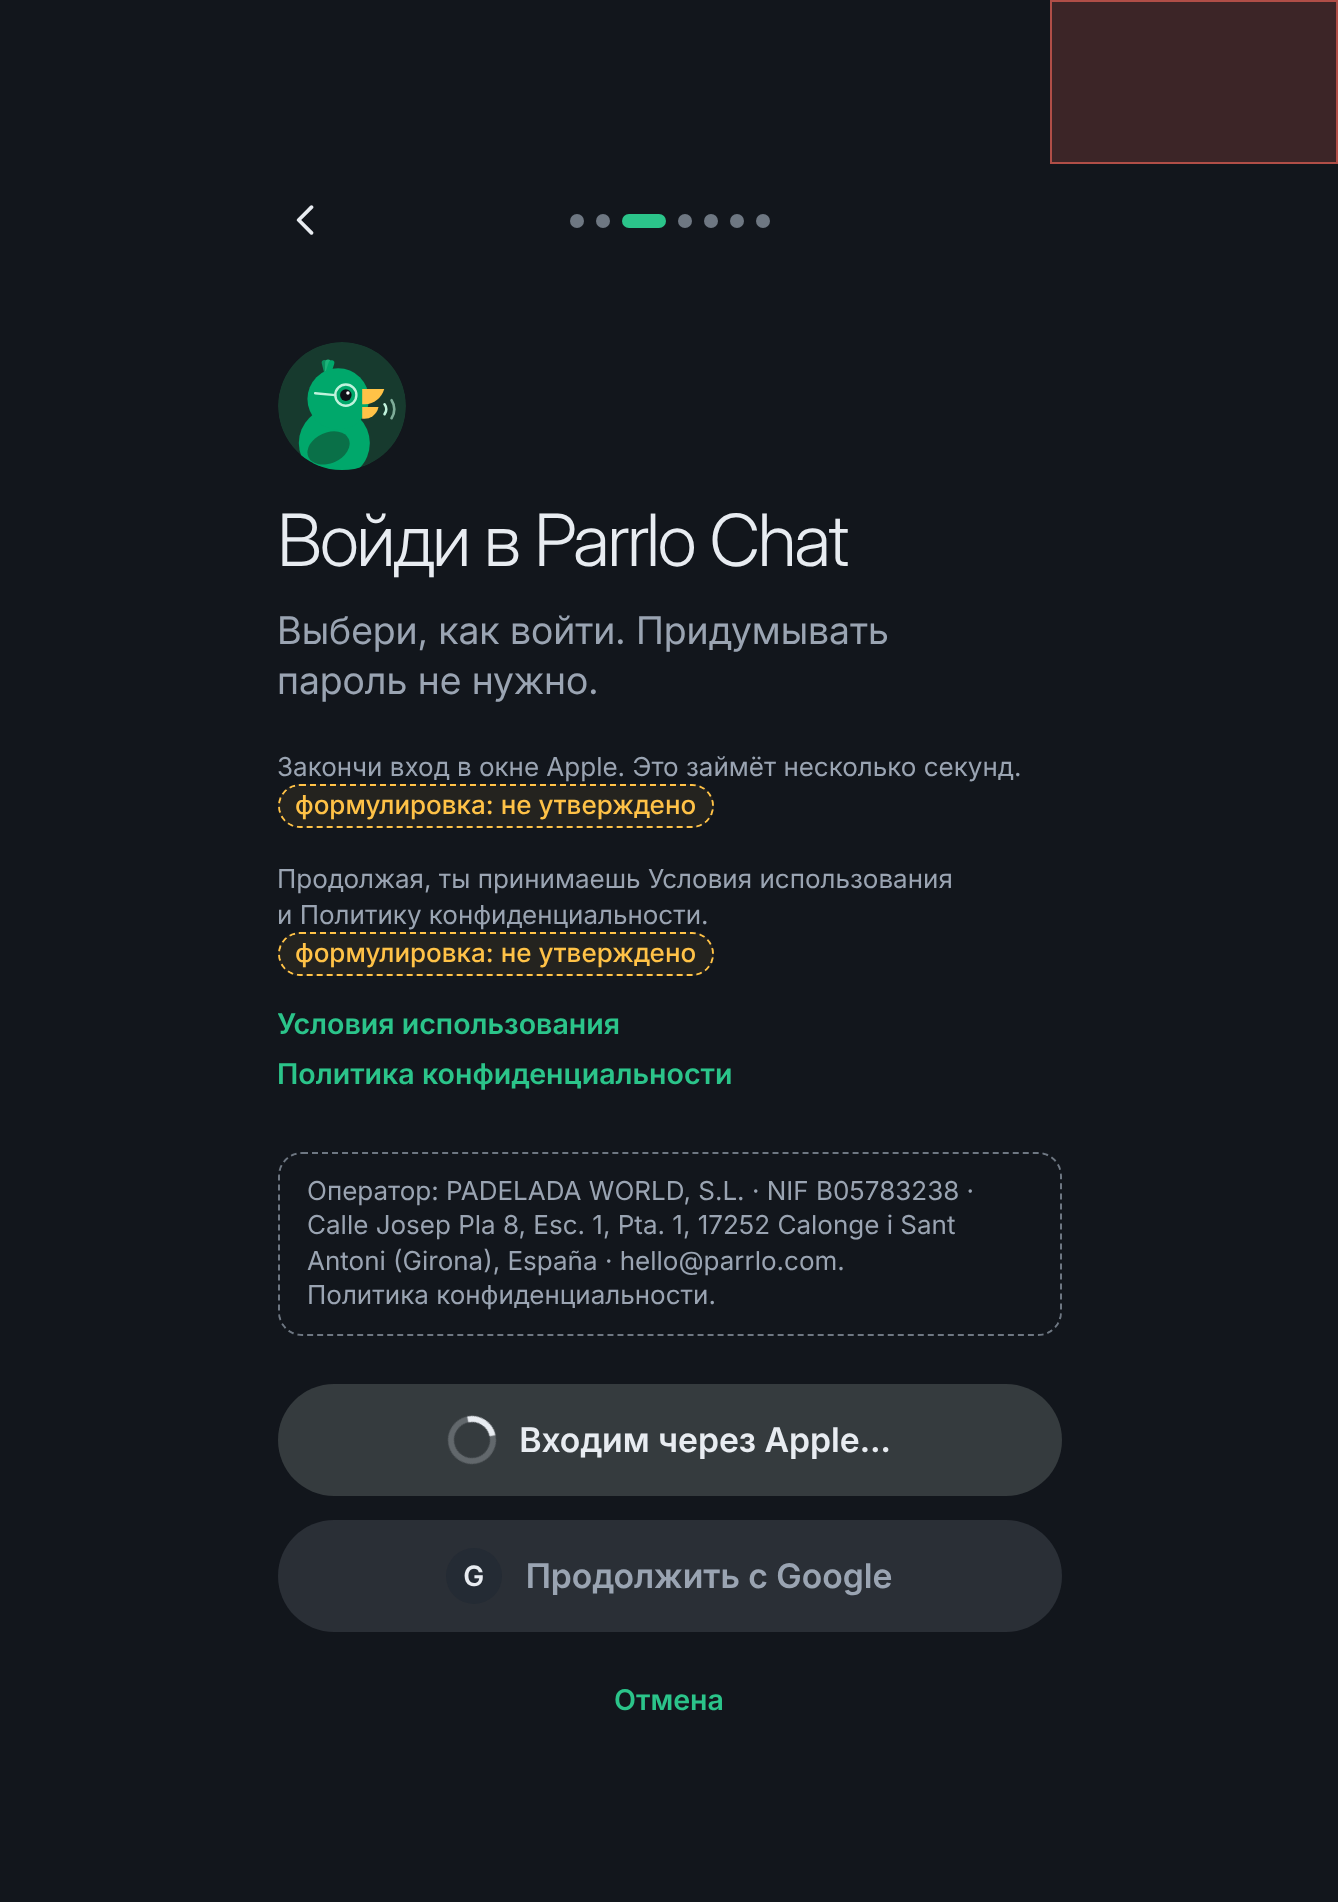 Войди в Parrlo Chat
Выбери, как войти. Придумывать
пароль не нужно.
Закончи вход в окне Apple. Это займёт несколько секунд.
формулировка: не утверждено
Продолжая, ты принимаешь Условия использования
и Политику конфиденциальности.
формулировка: не утверждено
Условия использования
Политика конфиденциальности
Оператор: PADELADA WORLD, S.L. · NIF B05783238 ·
Calle Josep Pla 8, Esc. 1, Pta. 1, 17252 Calonge i Sant
Antoni (Girona), España · hello@parrlo.com.
Политика конфиденциальности.
Входим через Apple…
G Продолжить с Google
Отмена